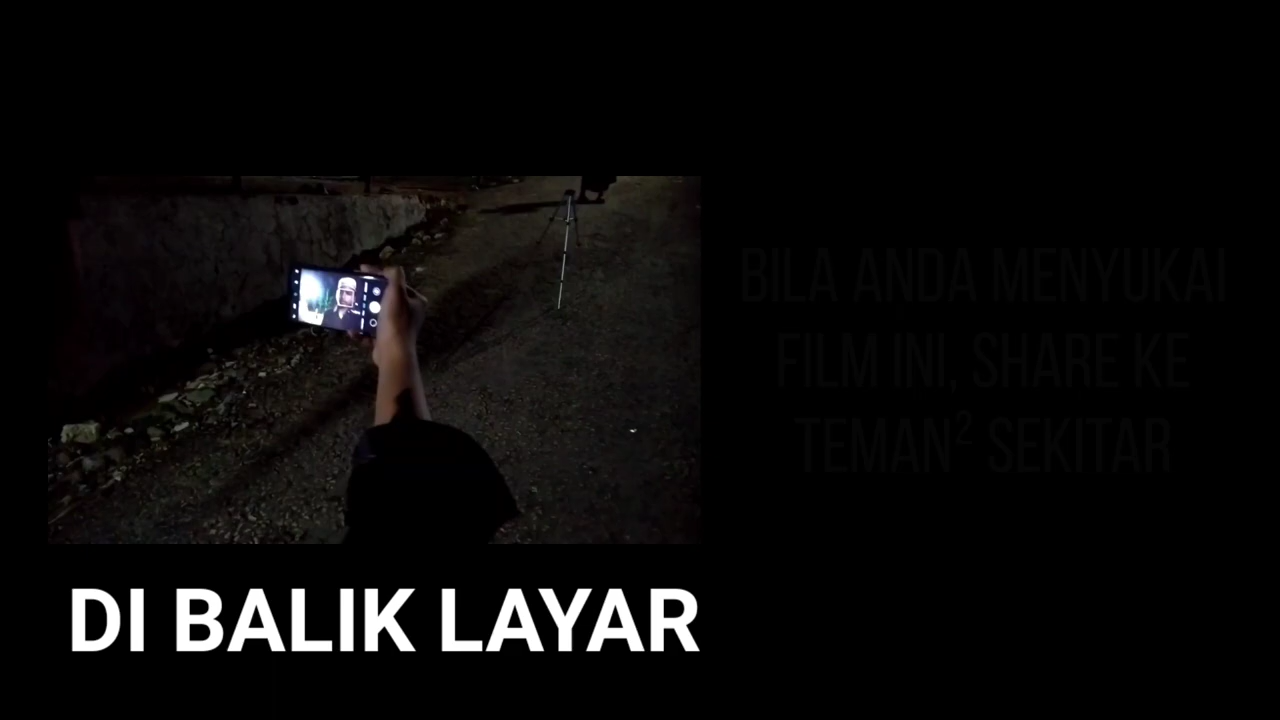 BILA ANDA MENYUKAI
FILM INI, SHARE KE
TEMAN² SEKITAR
DI BALIK LAYAR